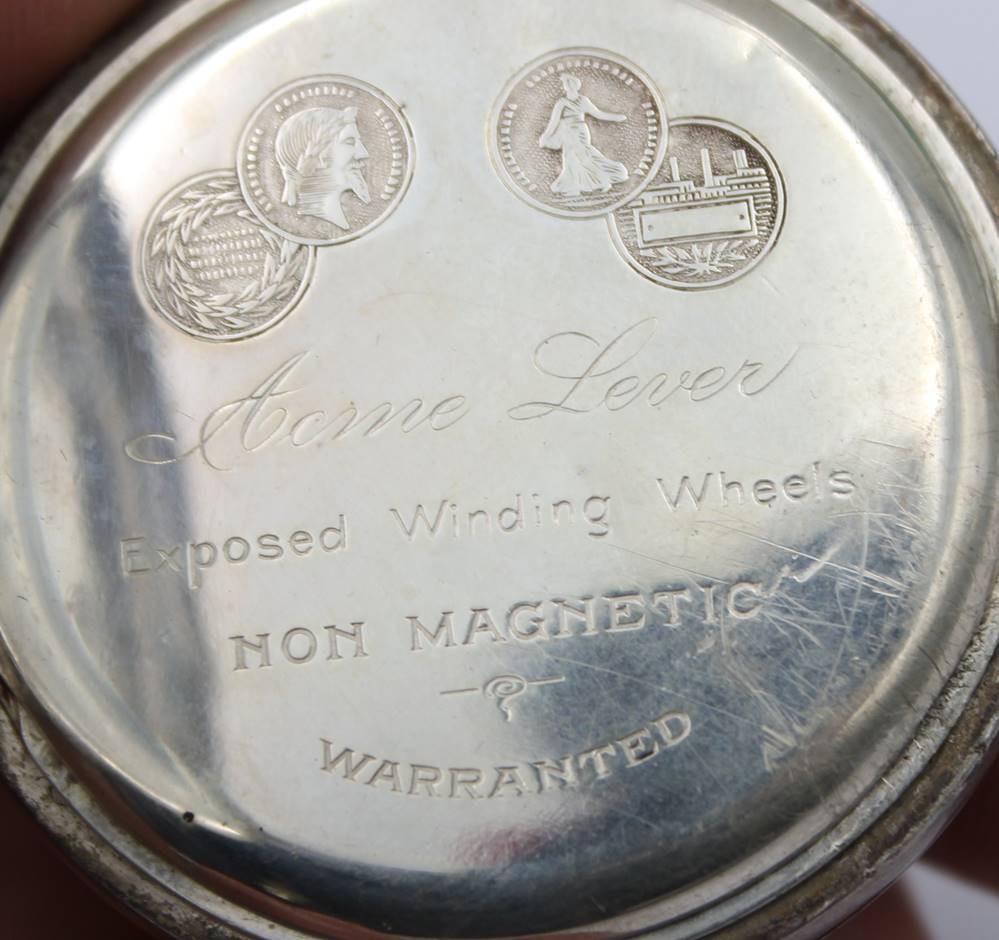 Acme Lever
Exposed Winding Wheels
NON MAGNETIC
WARRANTED